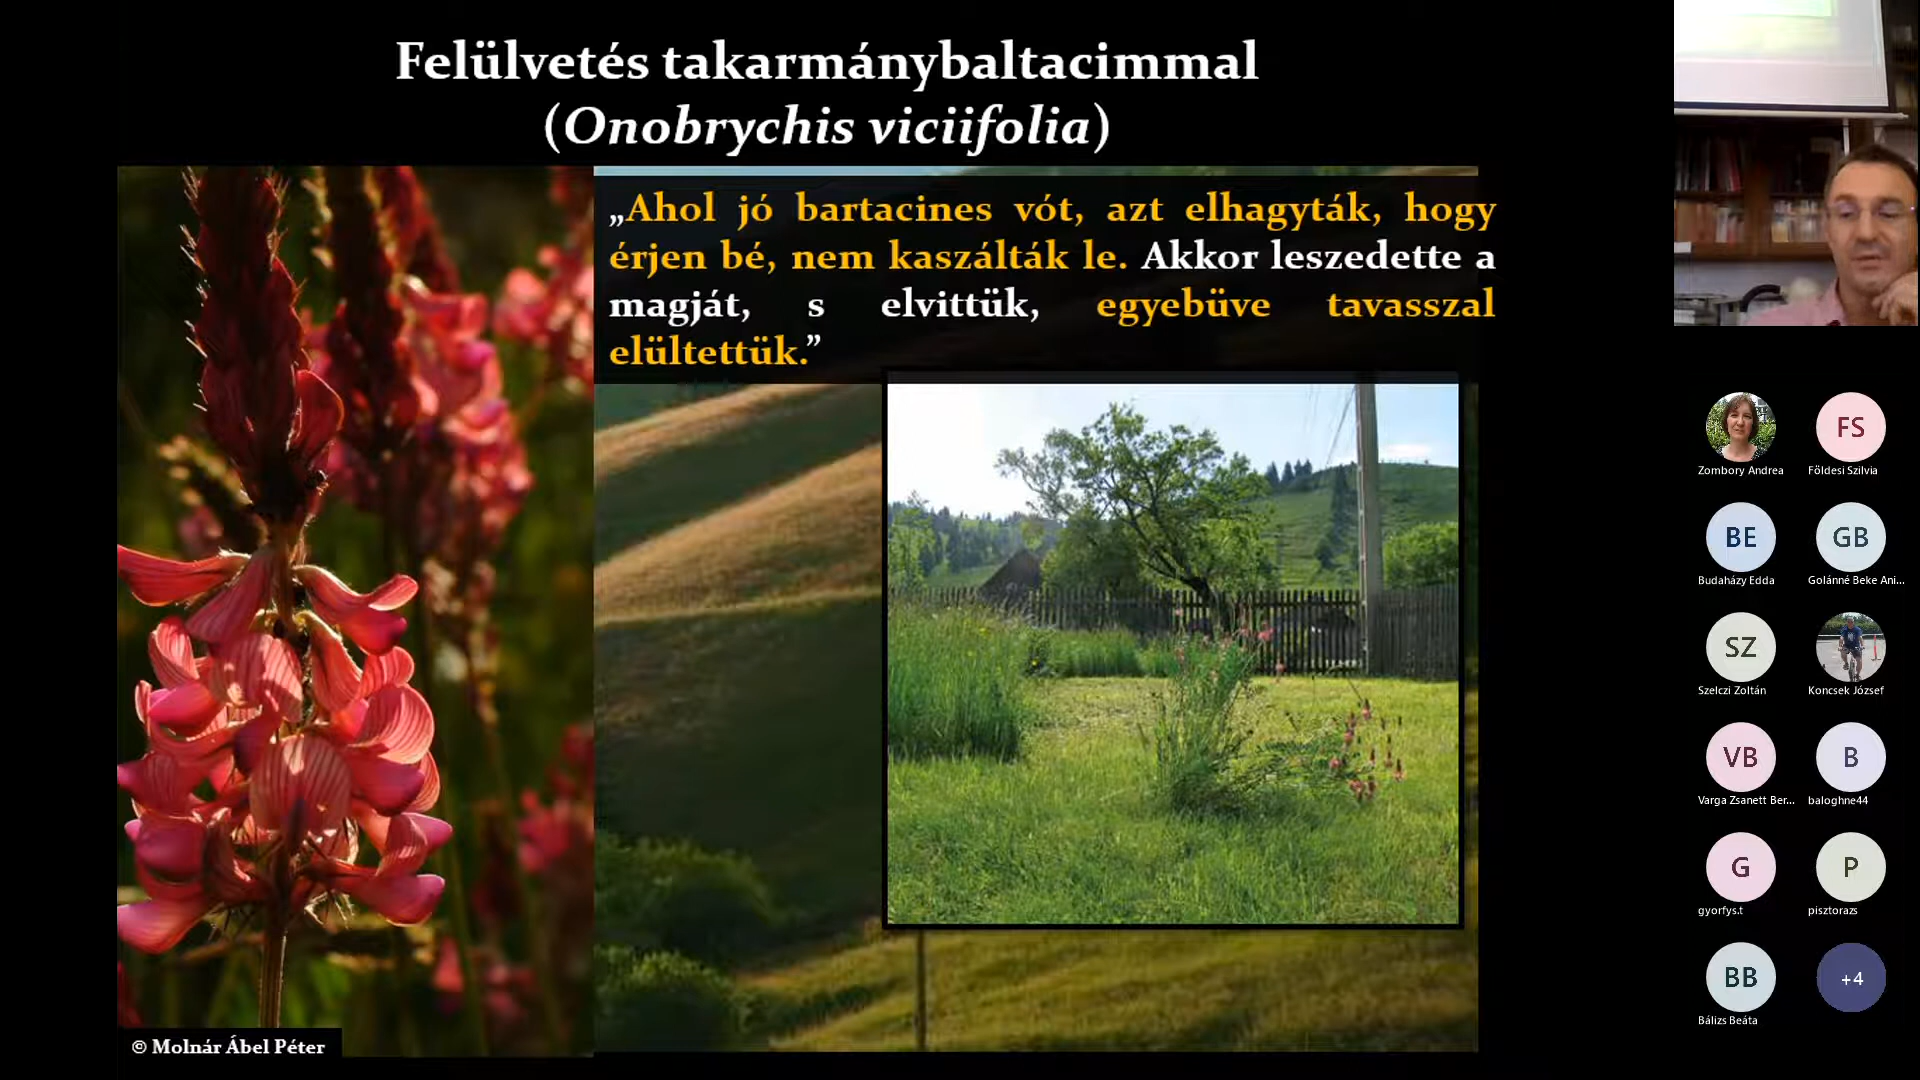 Felülvetés takarmánybaltacimmal
(Onobrychis viciifolia)
„Ahol jó bartacines vót, azt elhagyták, hogy
érjen bé, nem kaszálták le. Akkor leszedette a
magját, s elvittük, egyebüve tavasszal
elültettük.”
© Molnár Ábel Péter
FS
Zombory Andrea
Földesi Szilvia
BE
GB
Budaházy Edda
Golánné Beke Ani...
SZ
Szelczi Zoltán
Koncsek József
VB
B
Varga Zsanett Ber...
baloghne44
G
P
gyorfys.t
pisztorazs
BB
+4
Bálizs Beáta